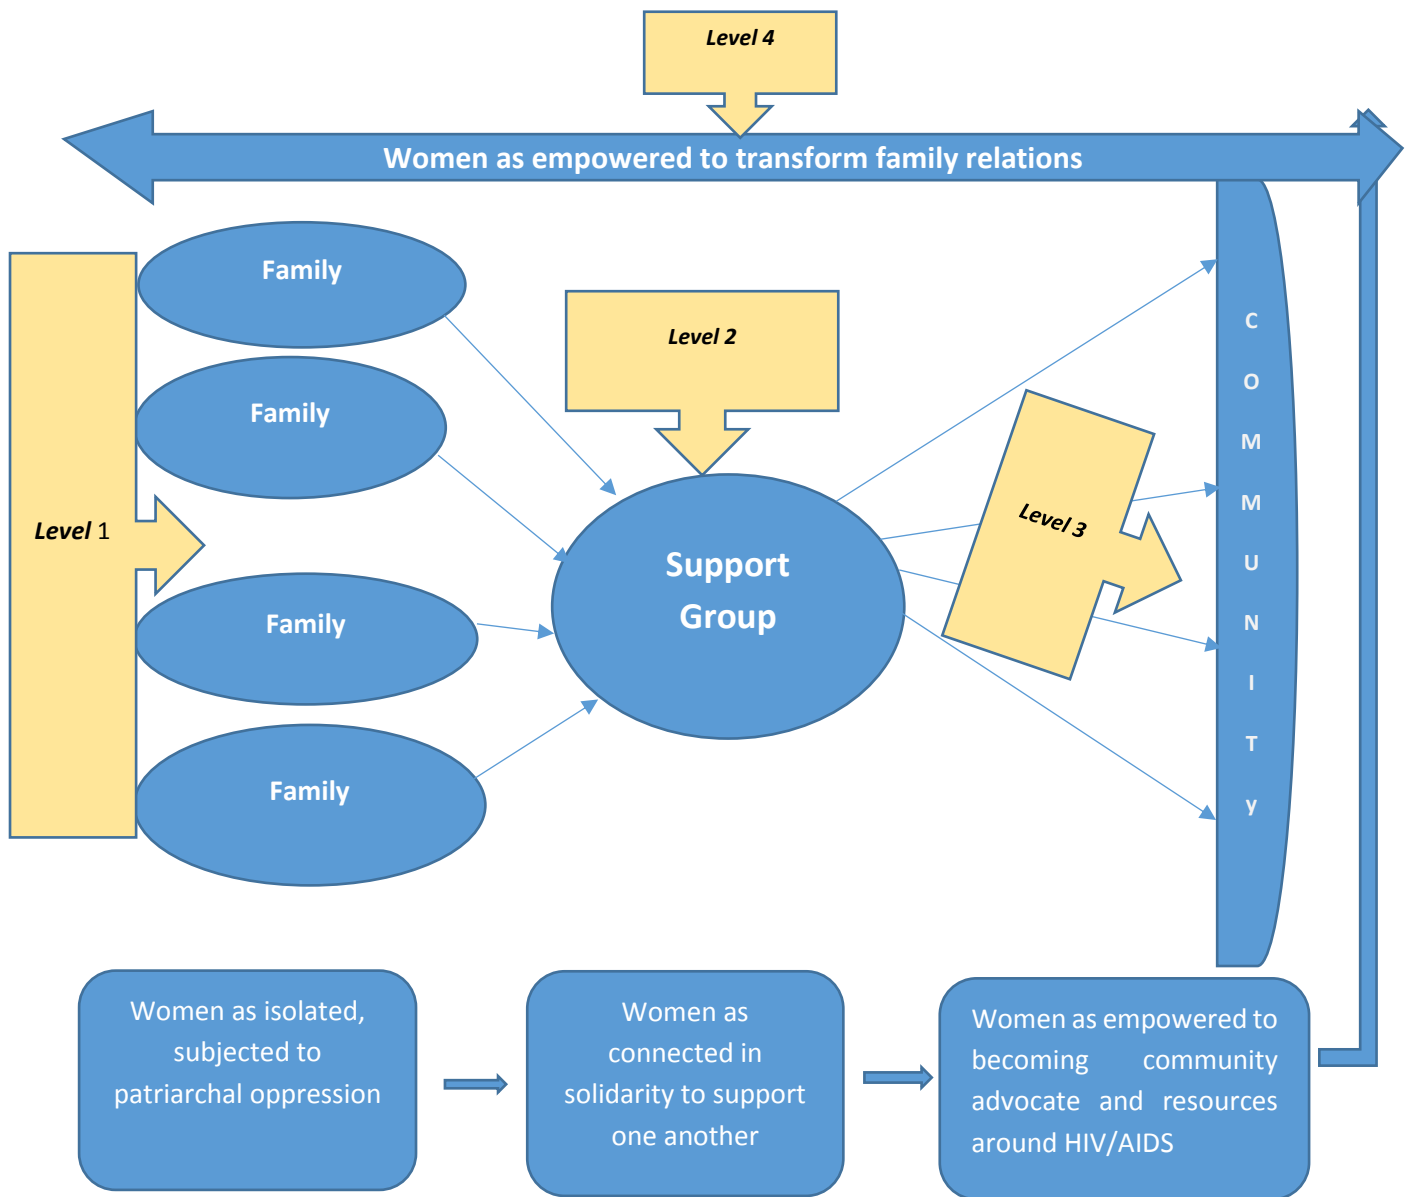 Level 4
Women as empowered to transform family relations
Family
Family
Level 2
Level 1
Support
Group
Level 3
Family
Family
C
O
M
M
U
N
I
T
y
Women as isolated,
subjected to
patriarchal oppression
Women as
connected in
solidarity to support
one another
Women as empowered to
becoming community
advocate and resources
around HIV/AIDS